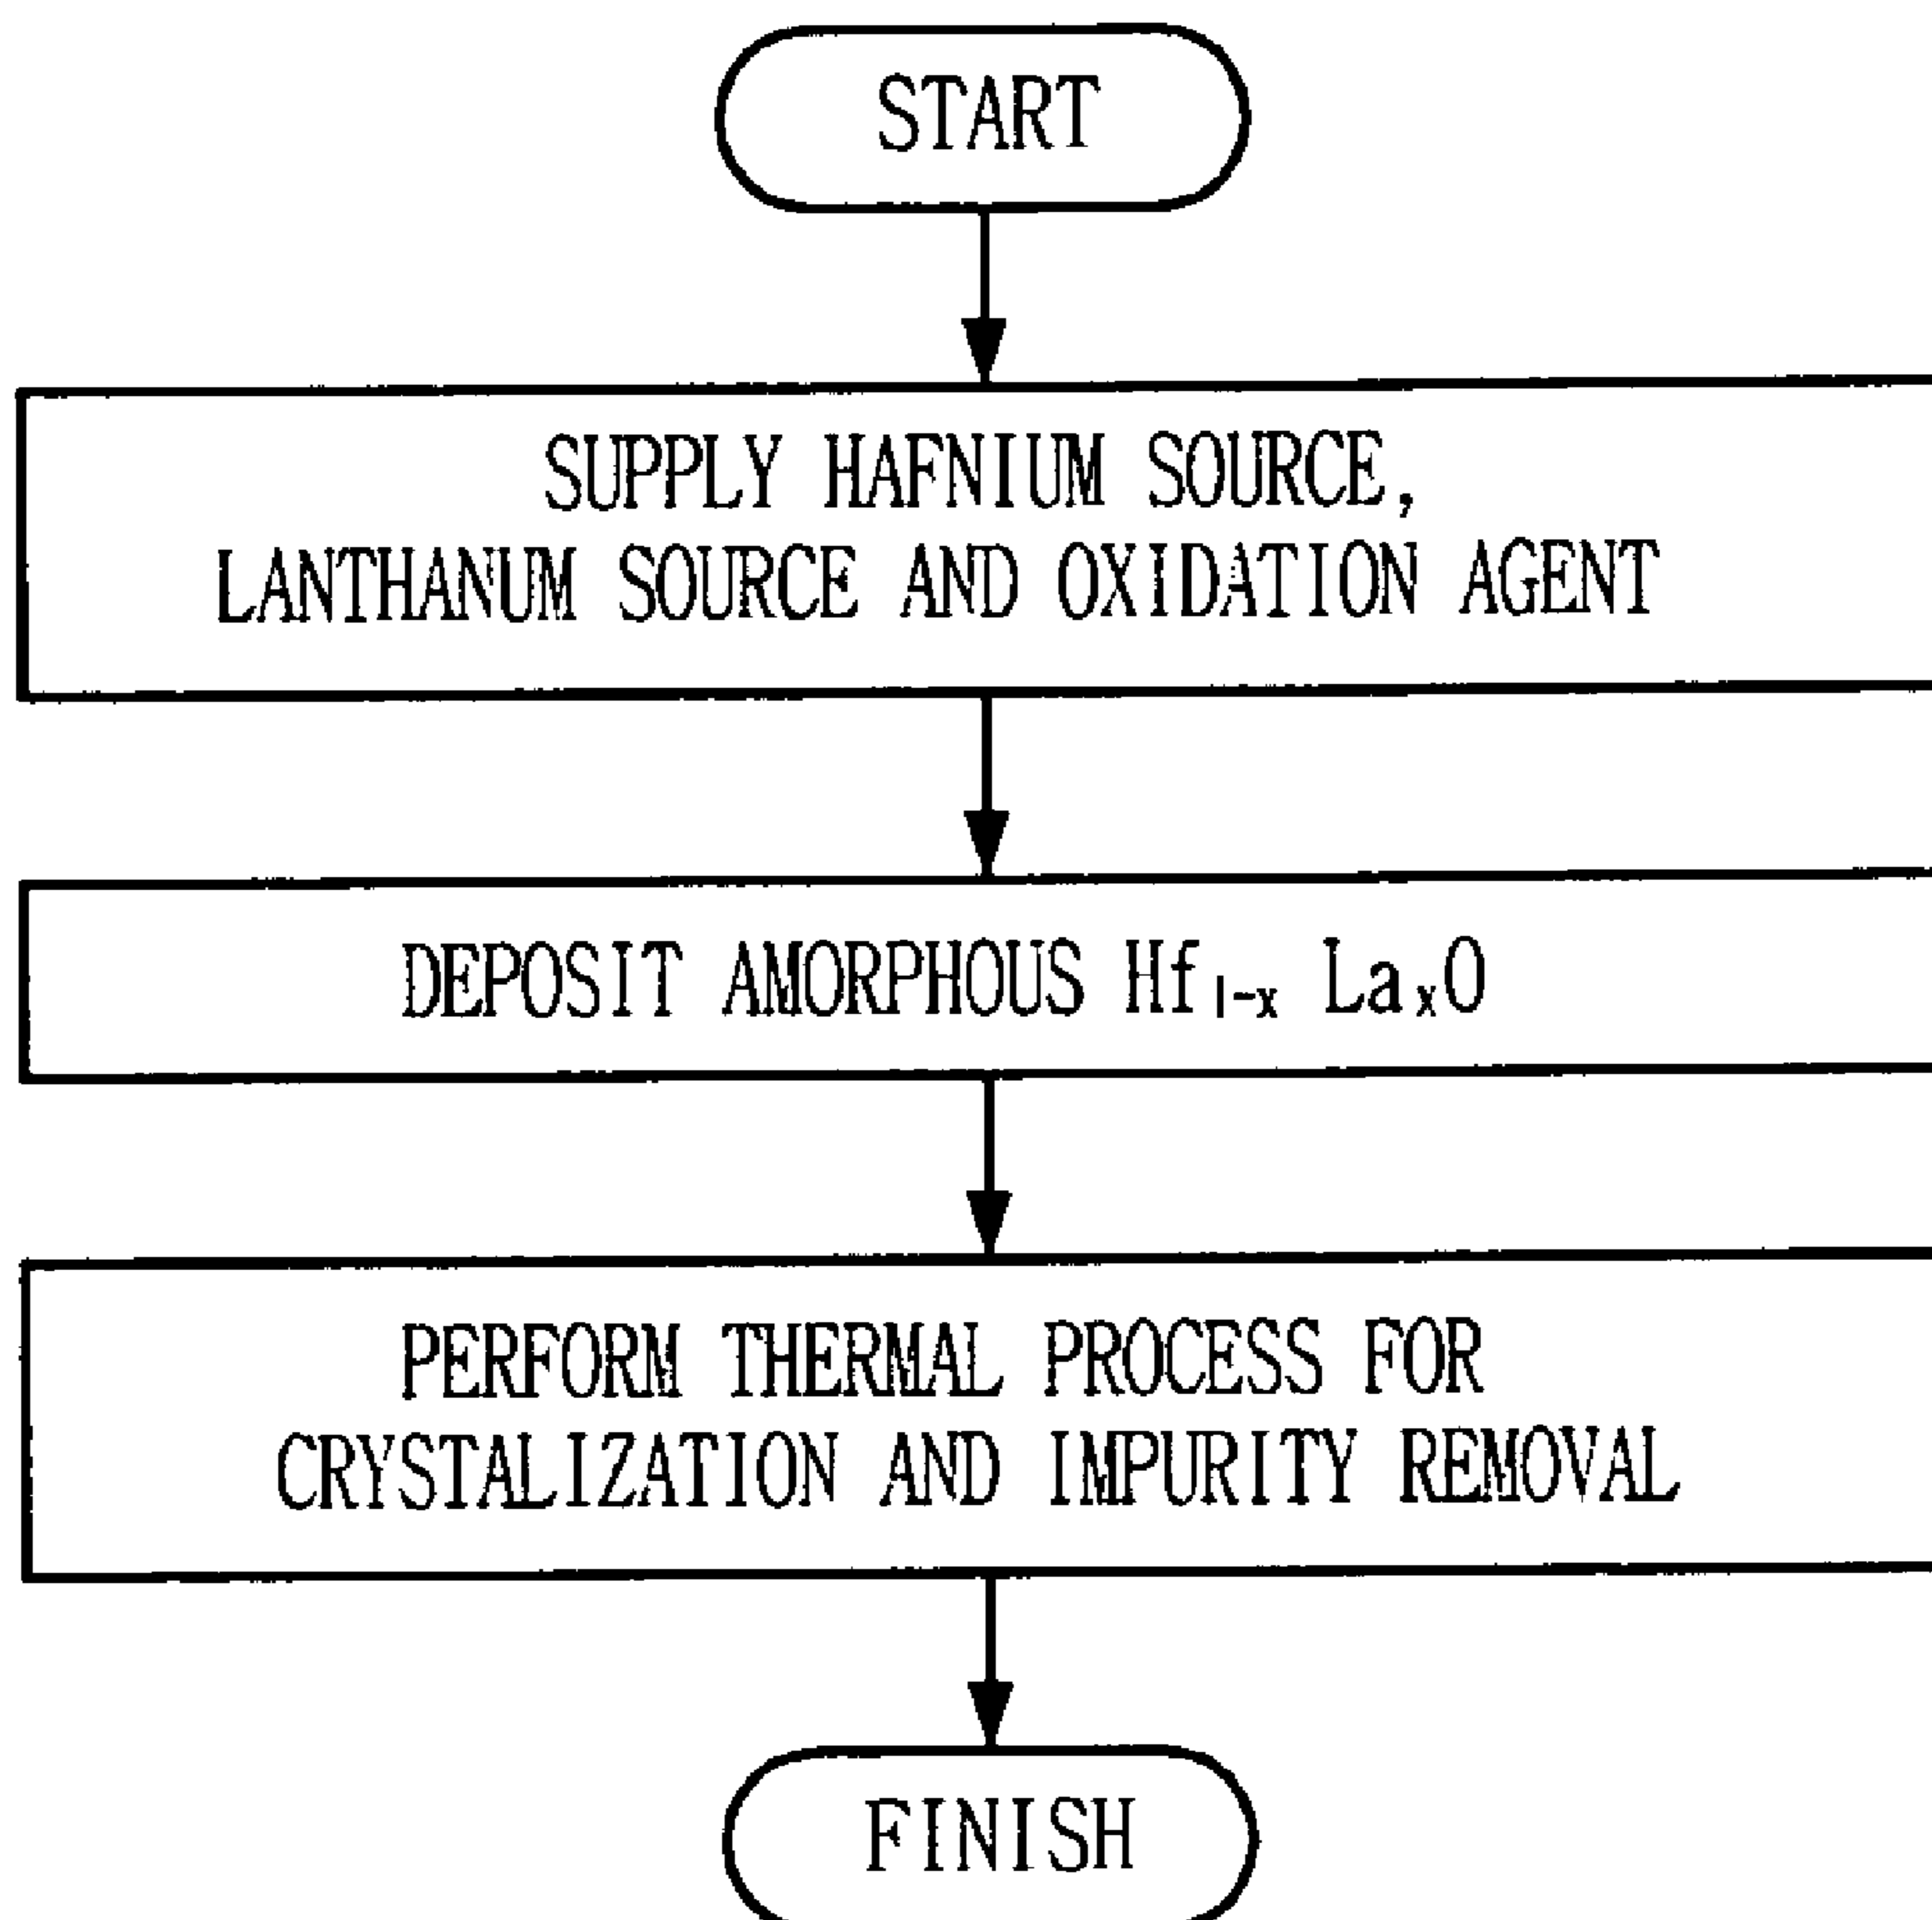 START
SUPPLY HAFNIUM SOURCE,
LANTHANUM SOURCE AND OXIDATION AGENT
DEPOSIT AMORPHOUS Hf₁₋ₓ LaₓO
PERFORM THERMAL PROCESS FOR
CRYSTALIZATION AND IMPURITY REMOVAL
FINISH